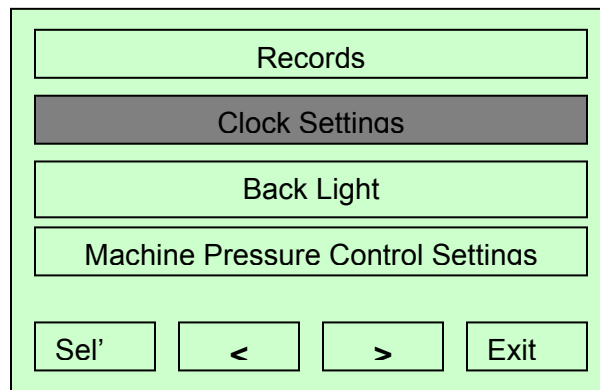 Records
Clock Settings
Back Light
Machine Pressure Control Settings
Sel’ < > Exit